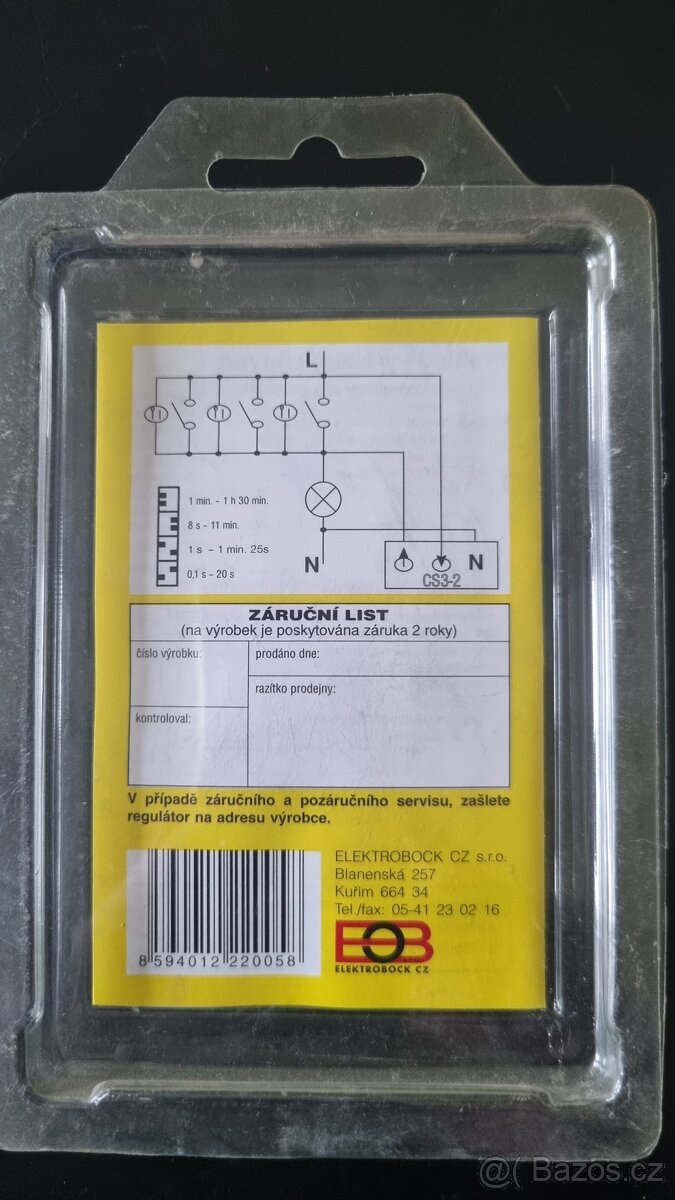 L
1 min. - 1 h 30 min.
8 s - 11 min.
1 s - 1 min. 25s
0,1 s - 20 s
N
N
CS3-2
ZÁRUČNÍ LIST
(na výrobek je poskytována záruka 2 roky)
číslo výrobku:
prodáno dne:
razítko prodejny:
kontroloval:
V případě záručního a pozáručního servisu, zašlete
regulátor na adresu výrobce.
ELEKTROBOCK CZ s.r.o.
Blanenská 257
Kuřim 664 34
Tel./fax: 05-41 23 02 16
EOB
ELEKTROBOCK CZ
8 594012 220058
@( Bazos.cz